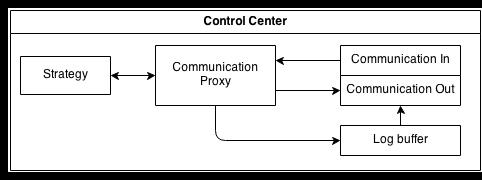 Control Center
Strategy
Communication
Proxy
Communication In
Communication Out
Log buffer